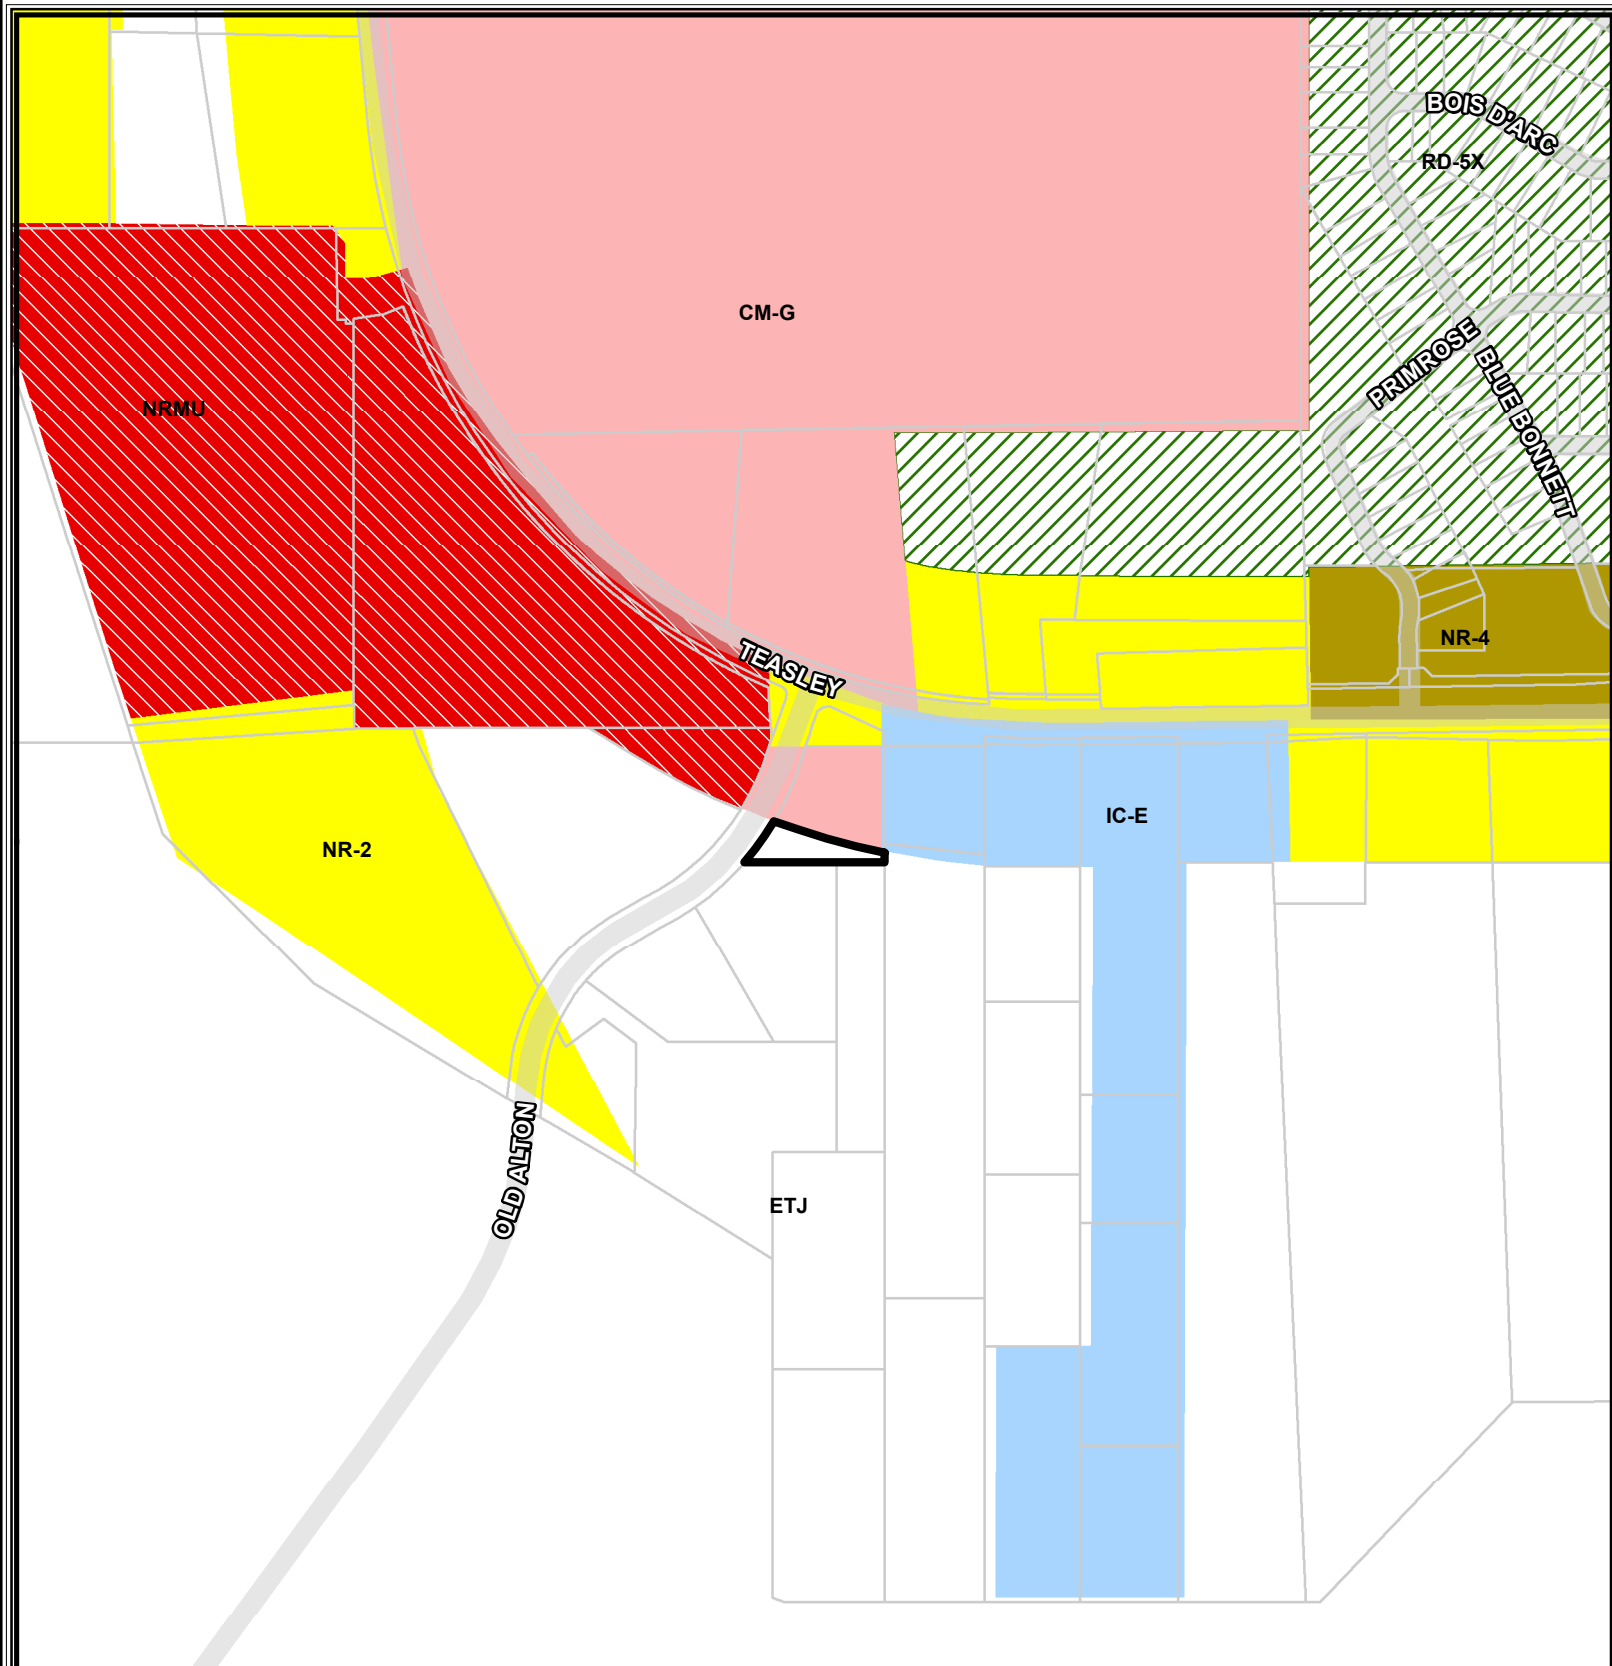 BOIS D'ARC
RD-5X
CM-G
PRIMROSE
BLUE BONNETT
NRMU
NR-4
TEASLEY
IC-E
NR-2
OLD ALTON
ETJ